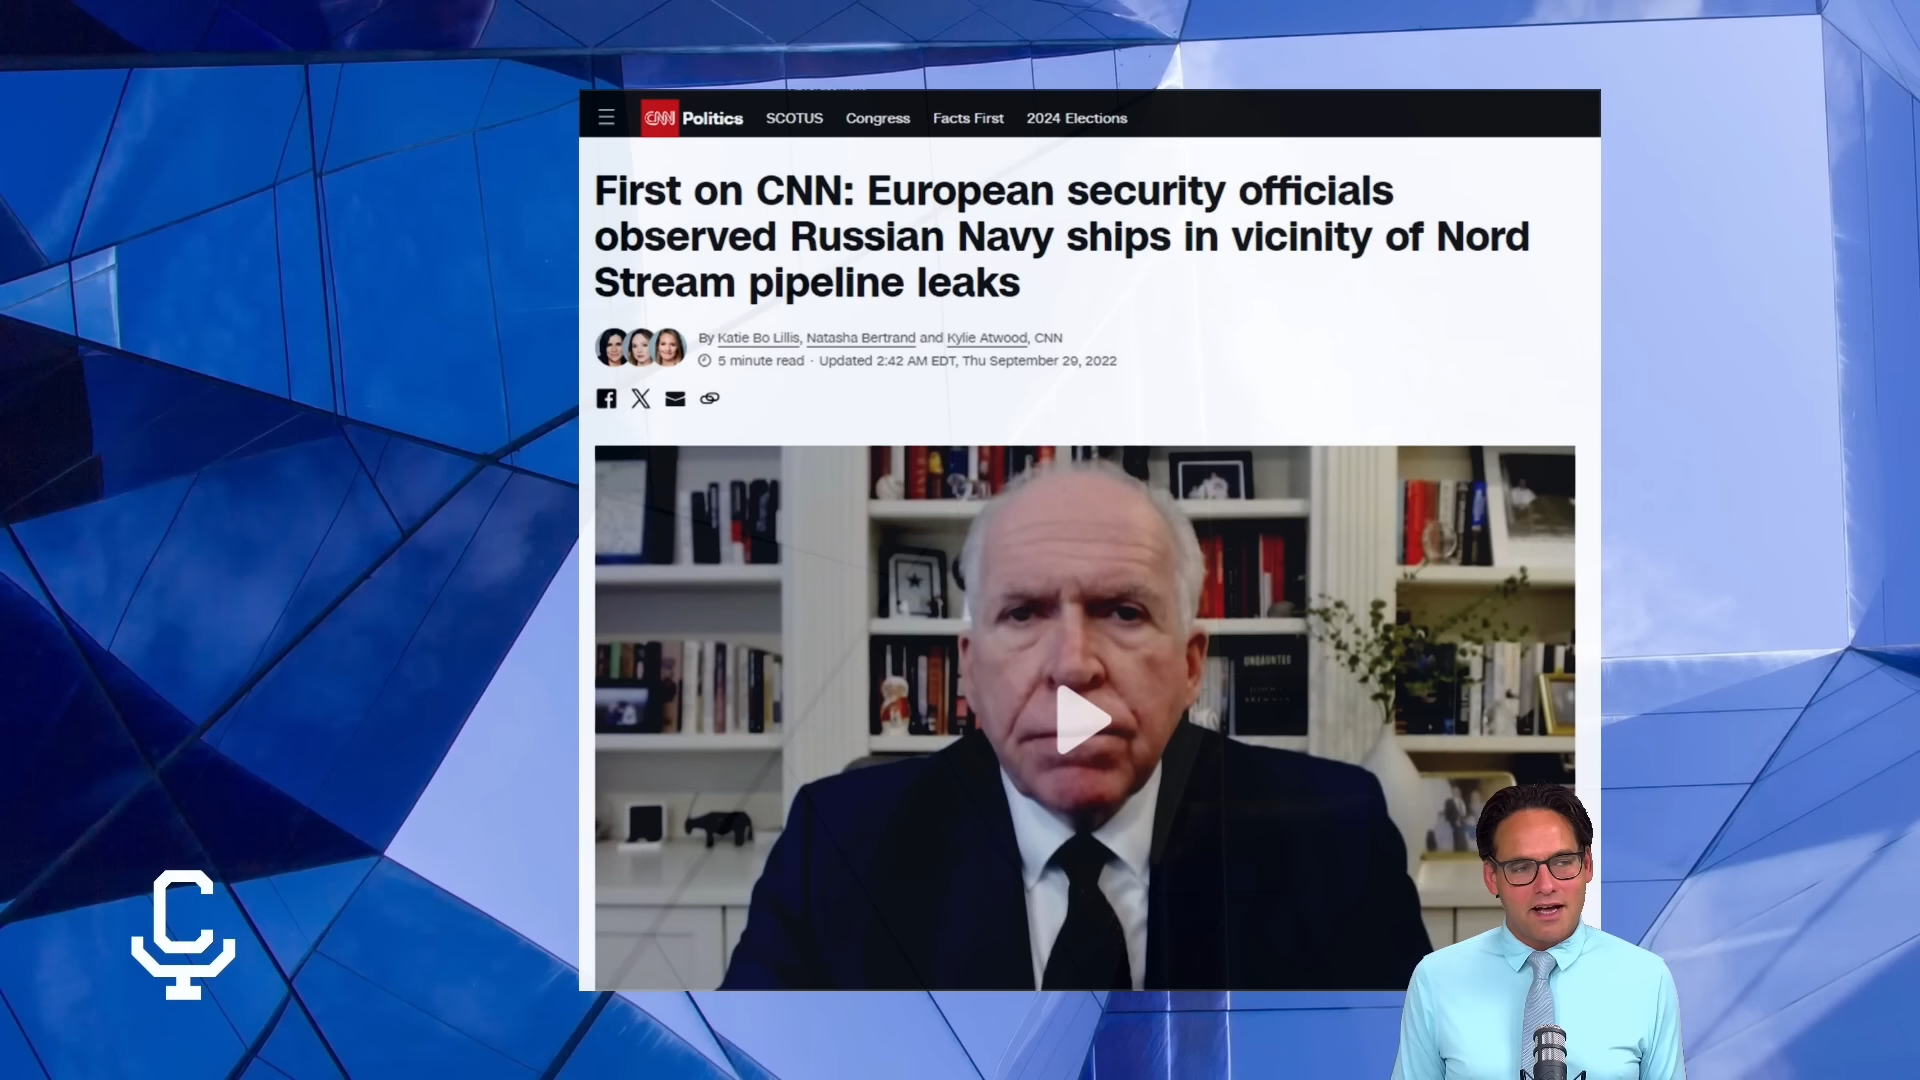 CNN Politics SCOTUS Congress Facts First 2024 Elections
First on CNN: European security officials
observed Russian Navy ships in vicinity of Nord
Stream pipeline leaks
By Katie Bo Lillis, Natasha Bertrand and Kylie Atwood, CNN
5 minute read · Updated 2:42 AM EDT, Thu September 29, 2022
UNDAUNTED
C